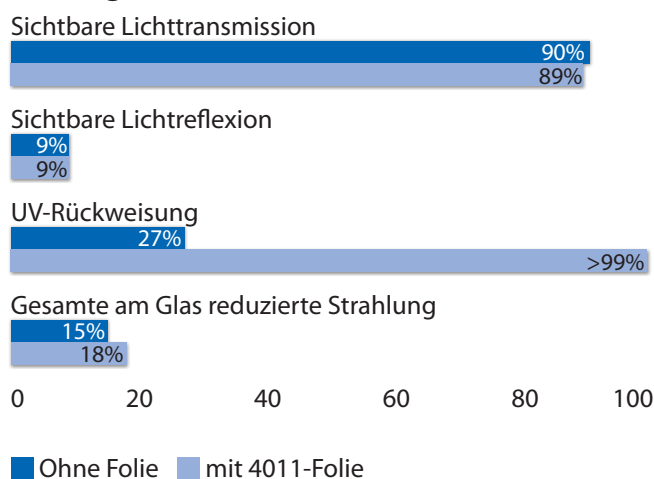 Sichtbare Lichttransmission
90%
89%
Sichtbare Lichtreflexion
9%
9%
UV-Rückweisung
27%
>99%
Gesamte am Glas reduzierte Strahlung
15%
18%
0 20 40 60 80 100
Ohne Folie mit 4011-Folie